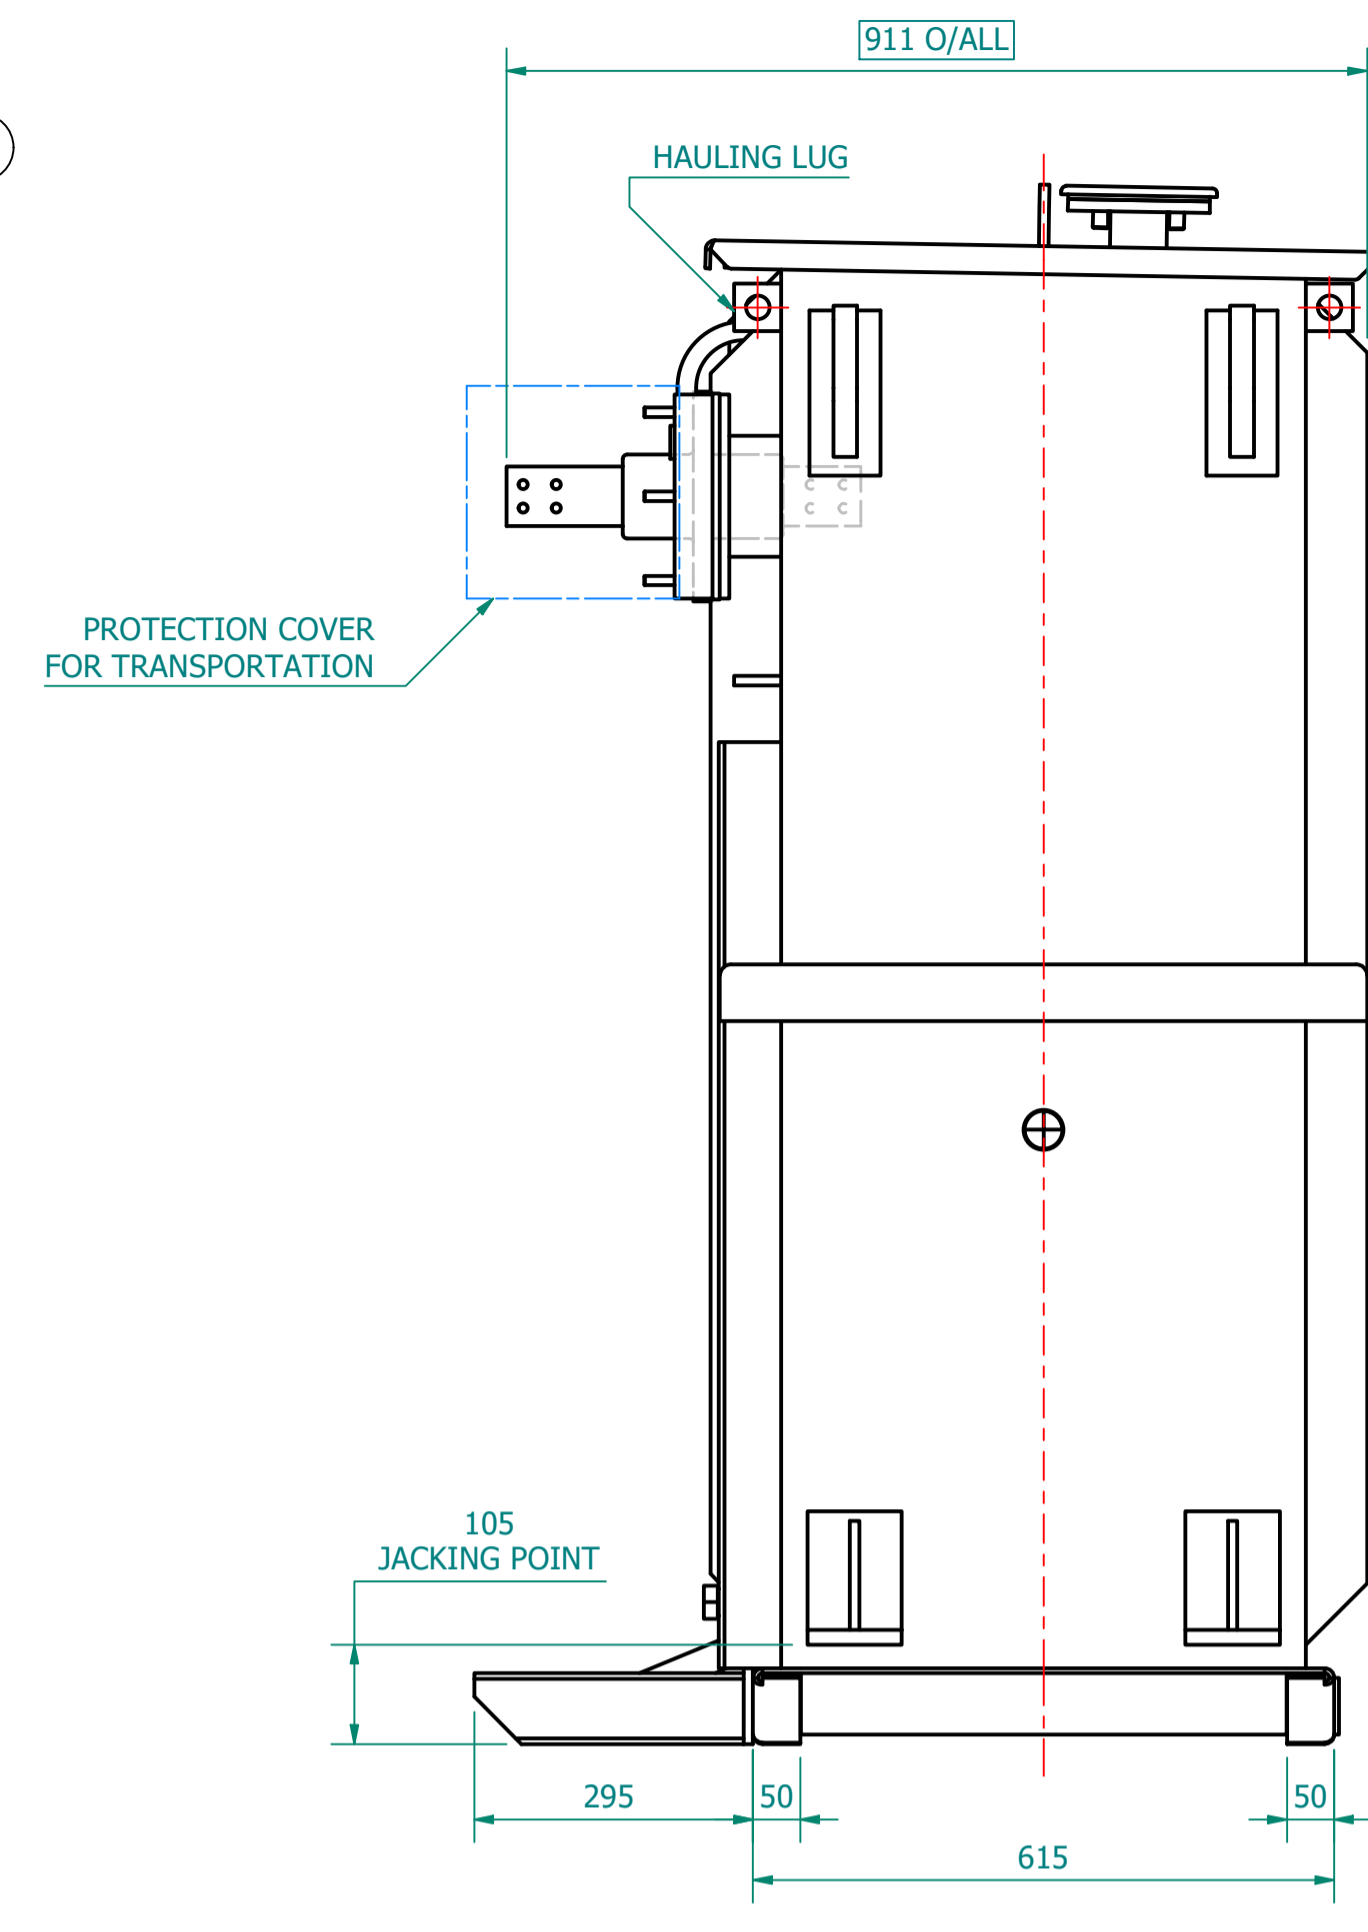 911 O/ALL
HAULING LUG
PROTECTION COVER
FOR TRANSPORTATION
105
JACKING POINT
295
50
50
615